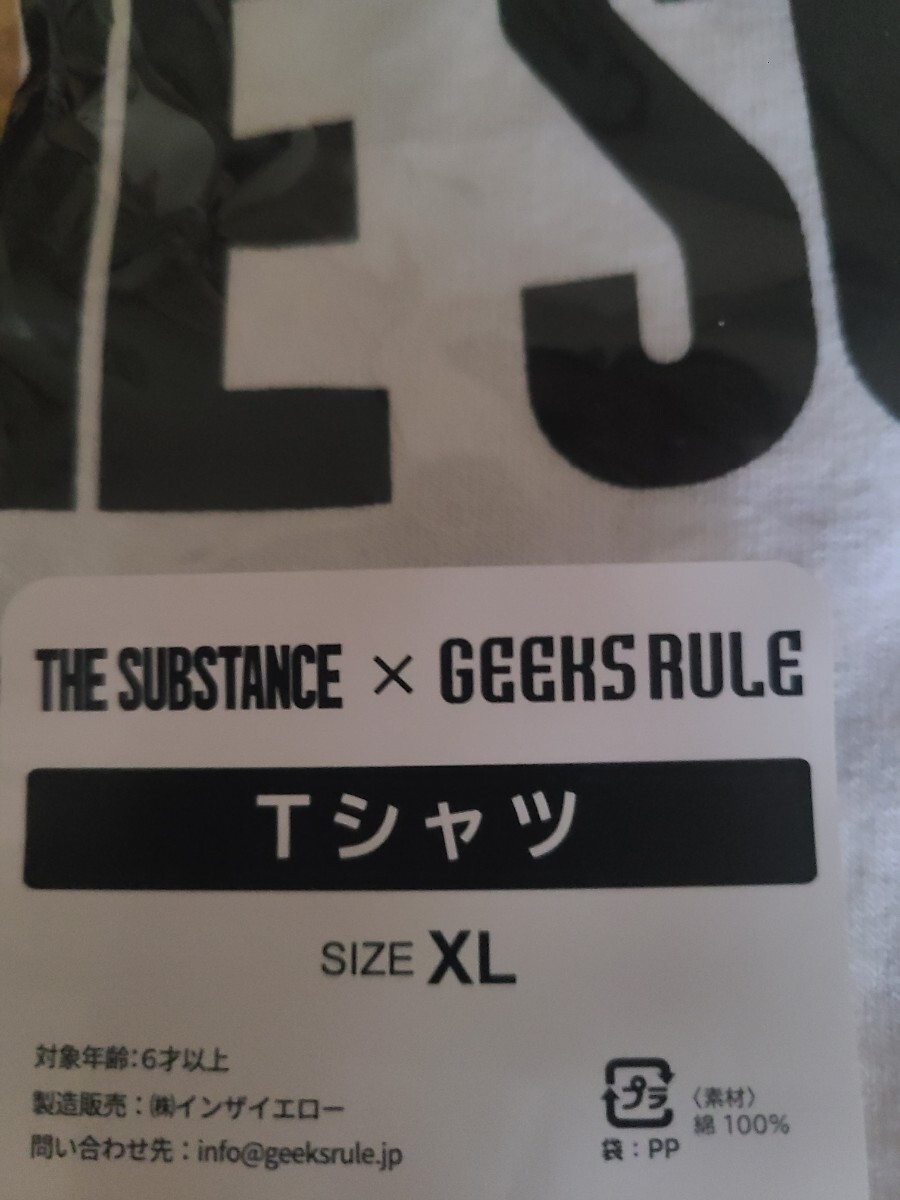 E S
THE SUBSTANCE × GEEKS RULE
Tシャツ
SIZE XL
対象年齢:6才以上
製造販売：㈱インザイエロー
問い合わせ先：info@geeksrule.jp
プラ
袋：PP
〈素材〉
綿 100%